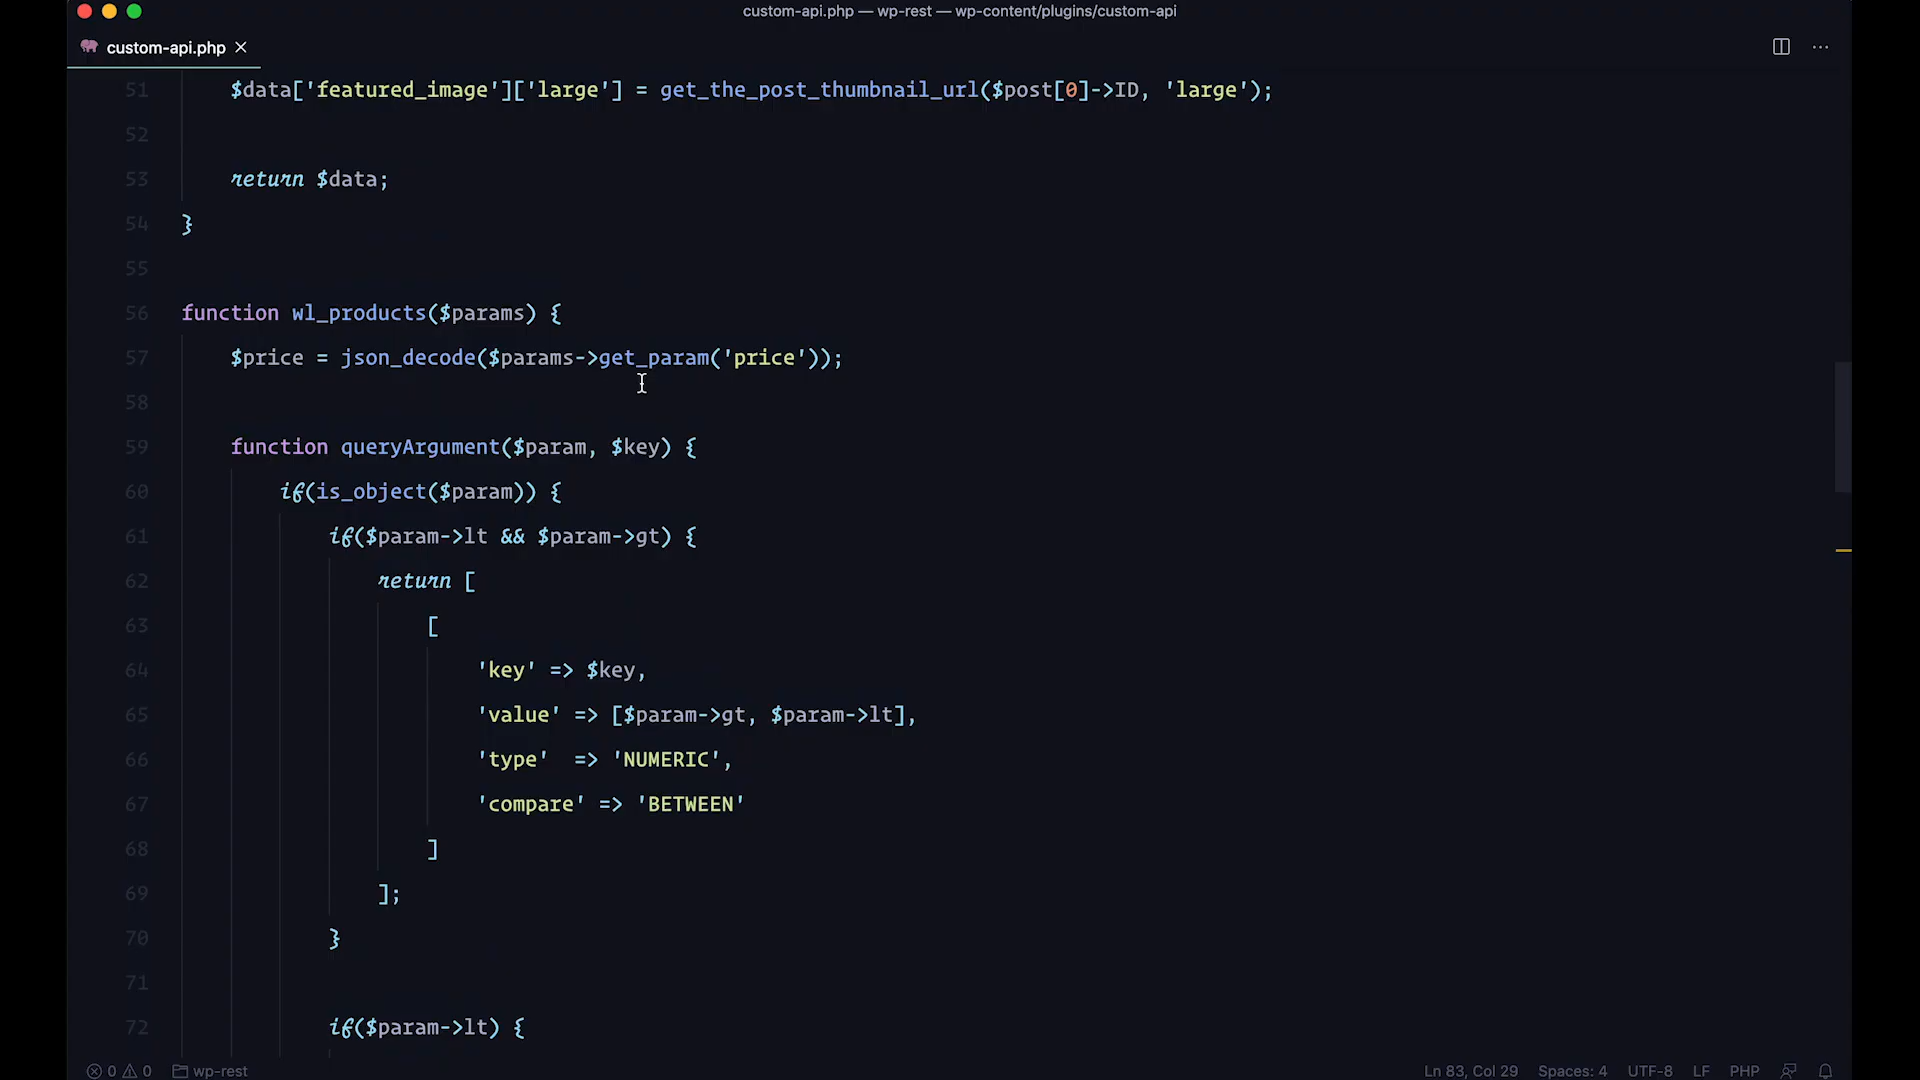 custom-api.php — wp-rest — wp-content/plugins/custom-api
custom-api.php
51 $data['featured_image']['large'] = get_the_post_thumbnail_url($post[0]->ID, 'large');
52
53 return $data;
54 }
55
56 function wl_products($params) {
57 $price = json_decode($params->get_param('price'));
58
59 function queryArgument($param, $key) {
60 if(is_object($param)) {
61 if($param->lt && $param->gt) {
62 return [
63 [
64 'key' => $key,
65 'value' => [$param->gt, $param->lt],
66 'type'  => 'NUMERIC',
67 'compare' => 'BETWEEN'
68 ]
69 ];
70 }
71
72 if($param->lt) {
0 0 wp-rest Ln 83, Col 29 Spaces: 4 UTF-8 LF PHP